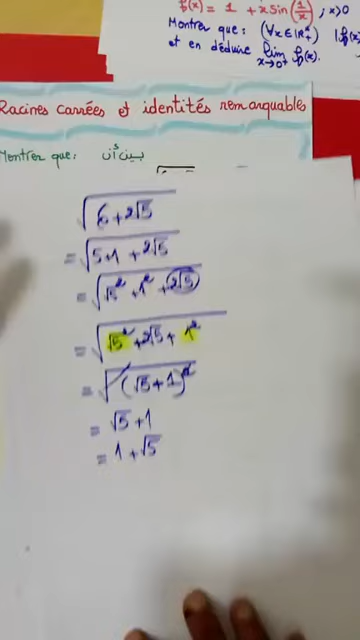 f(x) = 1 + x sin(1/x) ; x>0
Montrer que : (∀x∈ℝ*₊) |f(x)
et en déduire lim x→0⁺ f(x).
Racines carrées et identités remarquables
Montrer que: بين أن
√(6+2√5)
= √(5+1+2√5)
= √(√5² + 1² + 2√5)
= √(√5² + 2√5 + 1²)
= √((√5+1)²)
= √5+1
= 1+√5